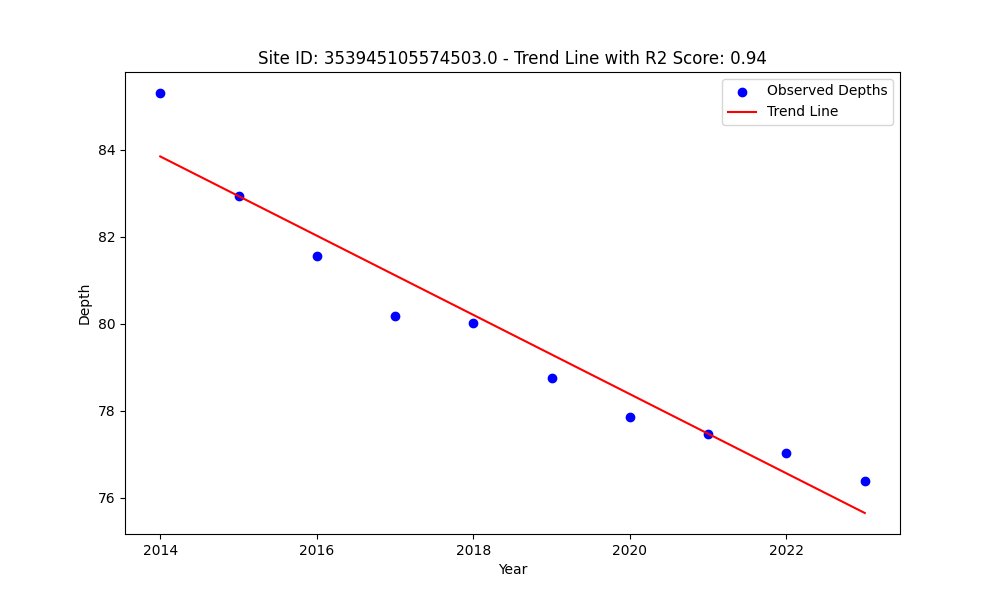 Site ID: 353945105574503.0 - Trend Line with R2 Score: 0.94
Observed Depths
Trend Line
84
82
80
78
76
Depth
2014
2016
2018
2020
2022
Year